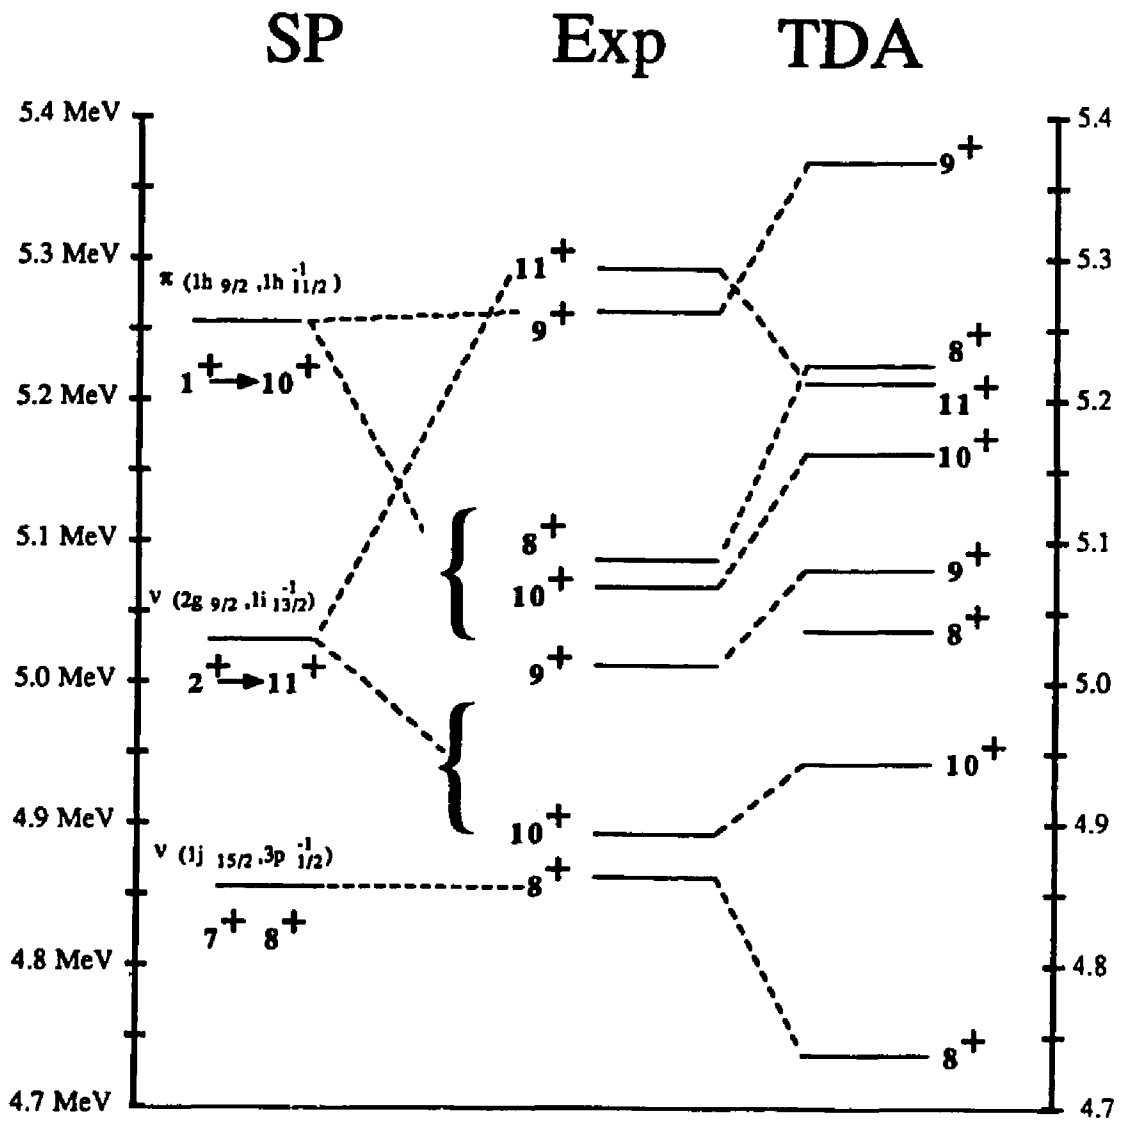 SP Exp TDA
5.4 MeV 5.4
9+
5.3 MeV 11+ 5.3
π (1h 9/2 ,1h -1 11/2)
9+ 8+
1+ → 10+
5.2 MeV 11+ 5.2
10+
5.1 MeV 8+ 5.1
10+ 9+
ν (2g 9/2 ,1i -1 13/2)
8+
9+
2+ → 11+
5.0 MeV 5.0
10+
4.9 MeV 10+ 4.9
ν (1j 15/2 ,3p -1 1/2)
8+
7+ 8+
4.8 MeV 4.8
8+
4.7 MeV 4.7